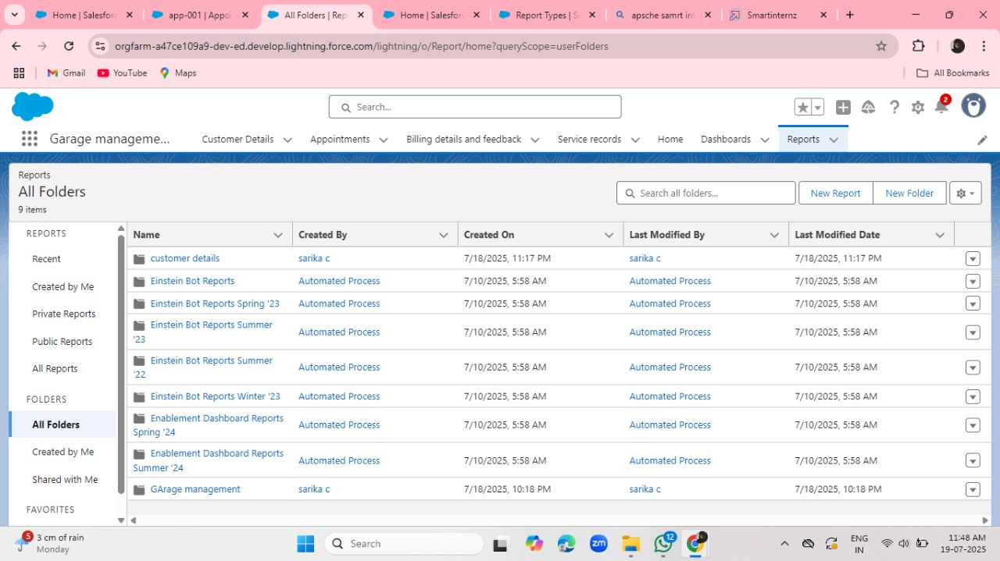 Home | Salesforc
app-001 | Appoi
All Folders | Rep
Home | Salesforc
Report Types | S
apsche samrt int
Smartinternz
orgfarm-a47ce109a9-dev-ed.develop.lightning.force.com/lightning/o/Report/home?queryScope=userFolders
Gmail YouTube Maps All Bookmarks
Search...
2
Garage manageme... Customer Details Appointments Billing details and feedback Service records Home Dashboards Reports
Reports
All Folders
9 items
Search all folders...
New Report New Folder
REPORTS
Recent
Created by Me
Private Reports
Public Reports
All Reports
FOLDERS
All Folders
Created by Me
Shared with Me
FAVORITES
Name Created By Created On Last Modified By Last Modified Date
customer details sarika c 7/18/2025, 11:17 PM sarika c 7/18/2025, 11:17 PM
Einstein Bot Reports Automated Process 7/10/2025, 5:58 AM Automated Process 7/10/2025, 5:58 AM
Einstein Bot Reports Spring '23 Automated Process 7/10/2025, 5:58 AM Automated Process 7/10/2025, 5:58 AM
Einstein Bot Reports Summer
'23 Automated Process 7/10/2025, 5:58 AM Automated Process 7/10/2025, 5:58 AM
Einstein Bot Reports Summer
'22 Automated Process 7/10/2025, 5:58 AM Automated Process 7/10/2025, 5:58 AM
Einstein Bot Reports Winter '23 Automated Process 7/10/2025, 5:58 AM Automated Process 7/10/2025, 5:58 AM
Enablement Dashboard Reports
Spring '24 Automated Process 7/10/2025, 5:58 AM Automated Process 7/10/2025, 5:58 AM
Enablement Dashboard Reports
Summer '24 Automated Process 7/10/2025, 5:58 AM Automated Process 7/10/2025, 5:58 AM
GArage management sarika c 7/18/2025, 10:18 PM sarika c 7/18/2025, 10:18 PM
5
3 cm of rain
Monday
Search
zm
12
ENG
IN
11:48 AM
19-07-2025